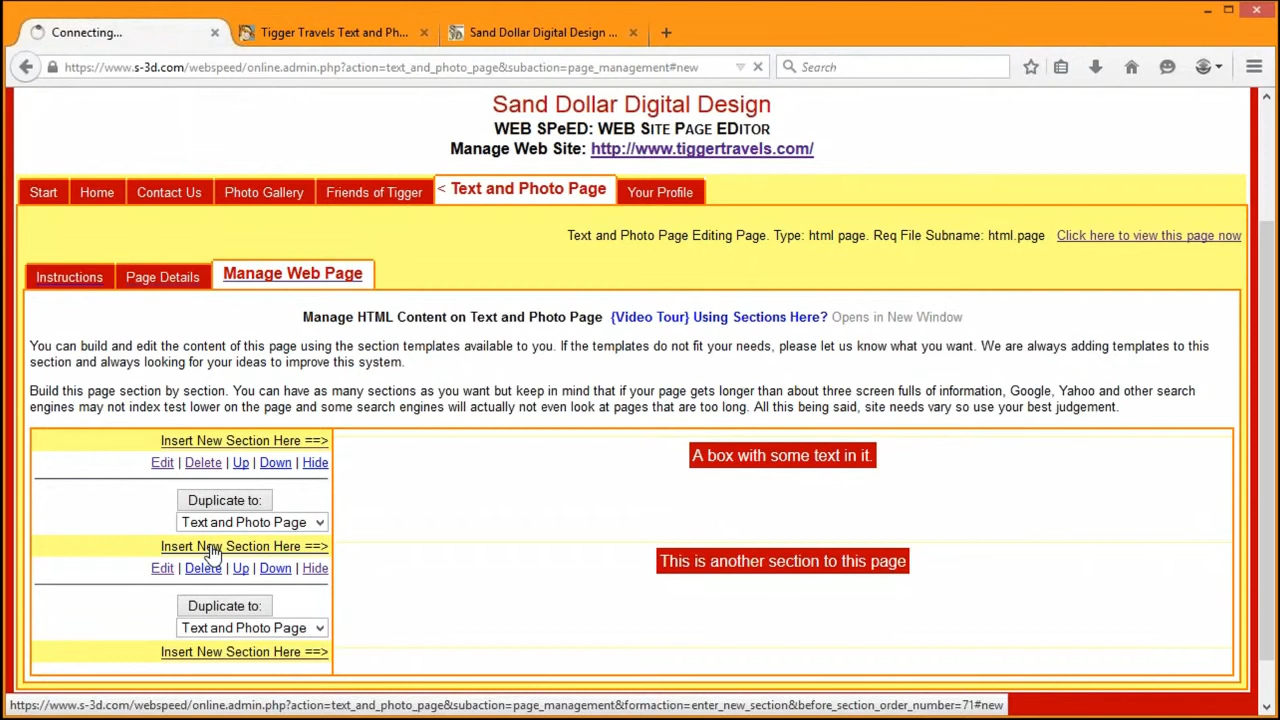 Connecting...
Tigger Travels Text and Ph...
Sand Dollar Digital Design ...
https://www.s-3d.com/webspeed/online.admin.php?action=text_and_photo_page&subaction=page_management#new
Search
Sand Dollar Digital Design
WEB SPeED: WEB SITE PAGE EDITOR
Manage Web Site: http://www.tiggertravels.com/
Start
Home
Contact Us
Photo Gallery
Friends of Tigger
< Text and Photo Page
Your Profile
Text and Photo Page Editing Page. Type: html page. Req File Subname: html.page Click here to view this page now
Instructions
Page Details
Manage Web Page
Manage HTML Content on Text and Photo Page {Video Tour} Using Sections Here? Opens in New Window
You can build and edit the content of this page using the section templates available to you. If the templates do not fit your needs, please let us know what you want. We are always adding templates to this
section and always looking for your ideas to improve this system.
Build this page section by section. You can have as many sections as you want but keep in mind that if your page gets longer than about three screen fulls of information, Google, Yahoo and other search
engines may not index test lower on the page and some search engines will actually not even look at pages that are too long. All this being said, site needs vary so use your best judgement.
Insert New Section Here ==>
A box with some text in it.
Edit | Delete | Up | Down | Hide
Duplicate to:
Text and Photo Page
Insert New Section Here ==>
This is another section to this page
Edit | Delete | Up | Down | Hide
Duplicate to:
Text and Photo Page
Insert New Section Here ==>
https://www.s-3d.com/webspeed/online.admin.php?action=text_and_photo_page&subaction=page_management&formaction=enter_new_section&before_section_order_number=71#new